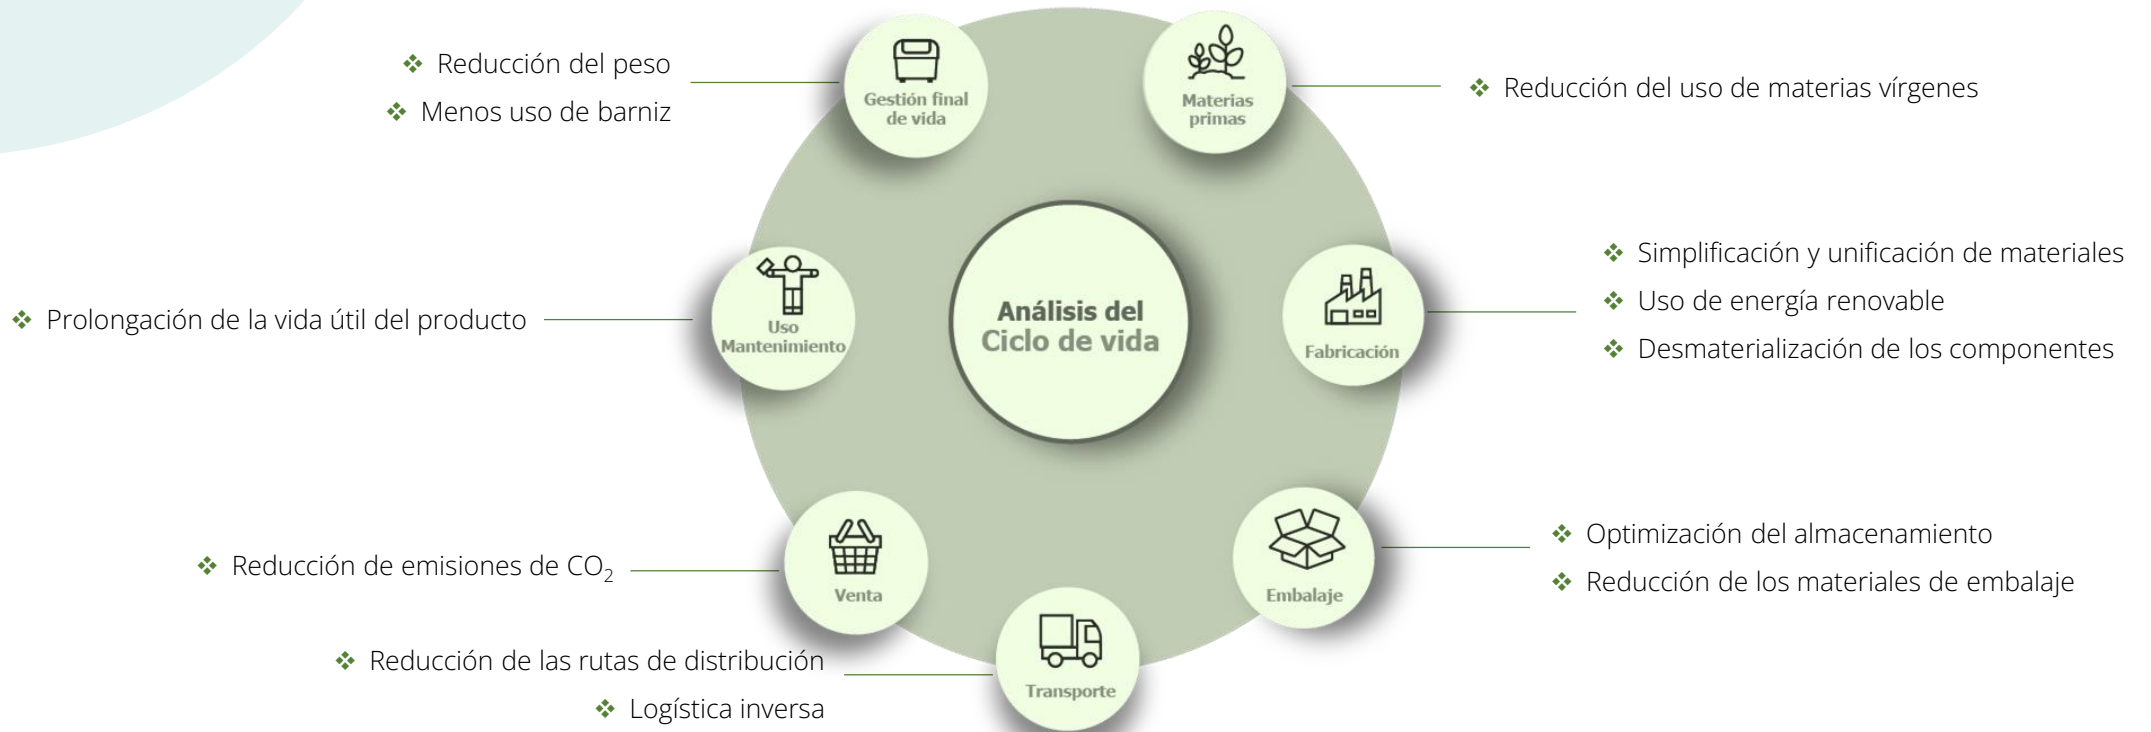 ❖ Reducción del peso
❖ Menos uso de barniz
Gestión final
de vida
Materias
primas
❖ Reducción del uso de materias vírgenes
❖ Simplificación y unificación de materiales
❖ Uso de energía renovable
❖ Desmaterialización de los componentes
Fabricación
Análisis del
Ciclo de vida
Uso
Mantenimiento
❖ Prolongación de la vida útil del producto
❖ Optimización del almacenamiento
❖ Reducción de los materiales de embalaje
Embalaje
Venta
❖ Reducción de emisiones de CO₂
Transporte
❖ Reducción de las rutas de distribución
❖ Logística inversa